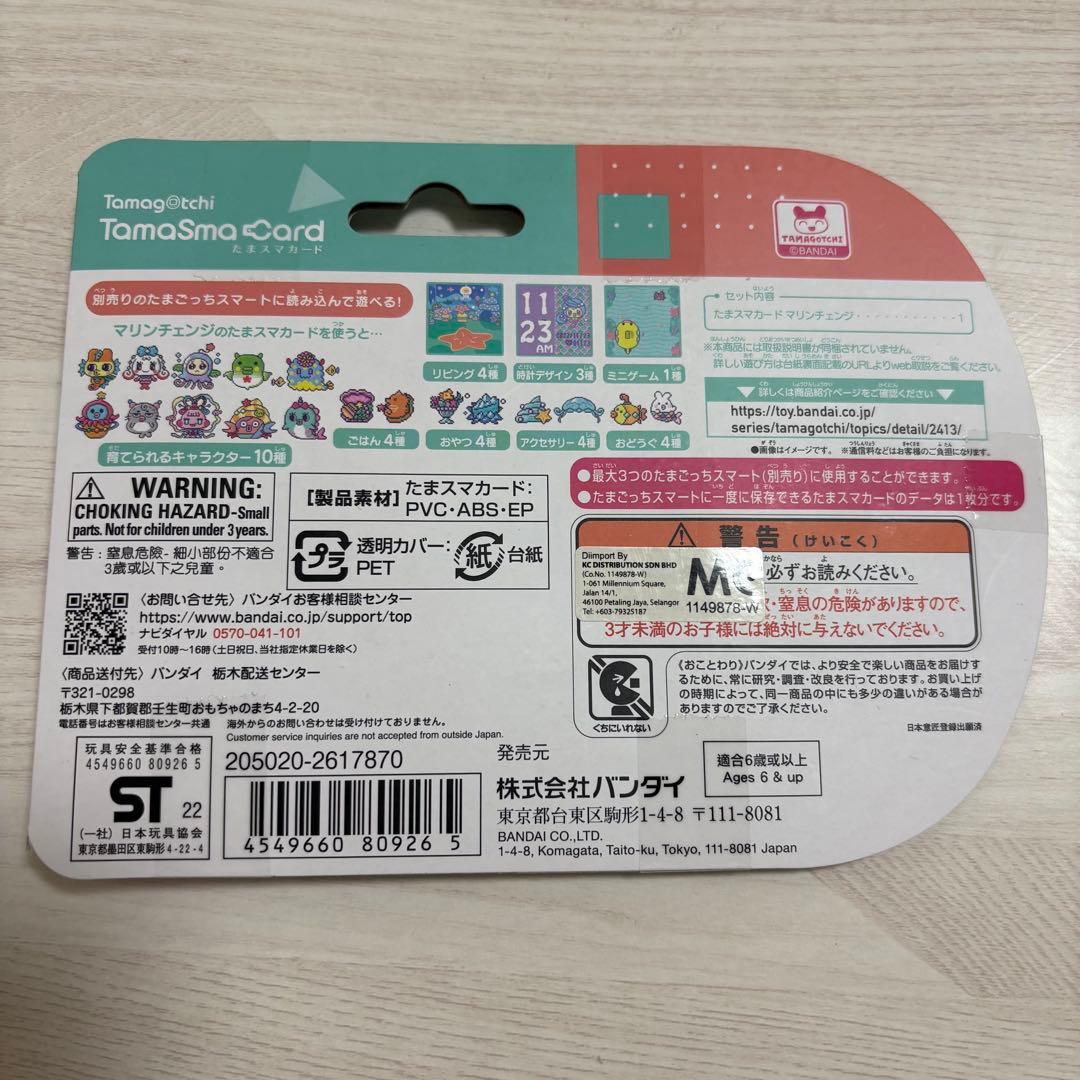 Tamagotchi
TamaSma Card
たまスマカード
TAMAGOTCHI
©BANDAI
別売りのたまごっちスマートに読み込んで遊べる!
マリンチェンジのたまスマカードを使うと…
育てられるキャラクター10種
11
23
AM
リビング 4種
時計デザイン 3種
ミニゲーム 1種
ごはん 4種
おやつ 4種
アクセサリー 4種
おどうぐ 4種
セット内容
たまスマカード マリンチェンジ・・・・・・・・・・・1
※本商品には取扱説明書が同梱されていません。
詳しい遊び方は台紙裏面記載のURLよりweb取説をご覧ください。
▼ 詳しくは商品紹介ページをご確認ください ▼
https://toy.bandai.co.jp/
series/tamagotchi/topics/detail/2413/
●画像はイメージです。 ※通信料などはお客様のご負担になります。
●最大3つのたまごっちスマート(別売り)に使用することができます。
●たまごっちスマートに一度に保存できるたまスマカードのデータは1枚分です。
WARNING:
CHOKING HAZARD-Small
parts. Not for children under 3 years.
警告:窒息危險-細小部份不適合
3歲或以下之兒童。
【製品素材】たまスマカード:
PVC・ABS・EP
プラ
透明カバー:
PET
紙
台紙
警告(けいこく)
必ずお読みください。
・窒息の危険がありますので、
3才未満のお子様には絶対に与えないでください。
Diimport By
KC DISTRIBUTION SDN BHD
(Co.No. 1149878-W)
1-061 Millennium Square,
Jalan 14/1,
46100 Petaling Jaya, Selangor
Tel: +603-79325187
MC
1149878-W
〈お問い合せ先〉バンダイお客様相談センター
https://www.bandai.co.jp/support/top
ナビダイヤル 0570-041-101
受付10時〜16時(土日祝日、当社指定休業日を除く)
〈商品送付先〉バンダイ 栃木配送センター
〒321-0298
栃木県下都賀郡壬生町おもちゃのまち4-2-20
電話番号はお客様相談センター共通
海外からのお問い合わせは受け付けておりません。
Customer service inquiries are not accepted from outside Japan.
くちにいれない
《おことわり》バンダイでは、より安全で楽しい商品をお届けす
るために、常に研究・調査・改良を行っております。お買い上げ
の時期によって、同一商品の中にも多少の違いがある場合が
ありますのでご了承ください。
日本意匠登録出願済
玩具安全基準合格
4549660 80926 5
ST 22
(一社) 日本玩具協会
東京都墨田区東駒形4-22-4
205020-2617870
4549660 80926 5
発売元
株式会社バンダイ
東京都台東区駒形1-4-8 〒111-8081
BANDAI CO.,LTD.
1-4-8, Komagata, Taito-ku, Tokyo, 111-8081 Japan
適合6歲或以上
Ages 6 & up